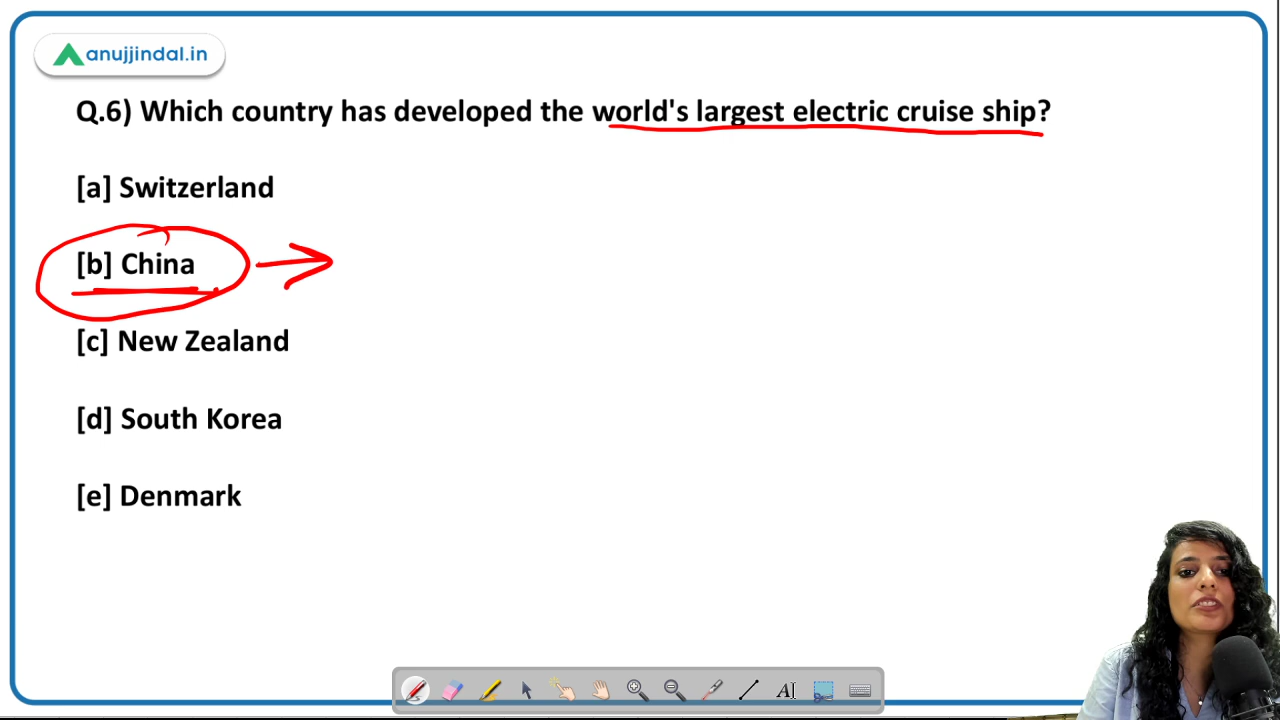 anujjindal.in
Q.6) Which country has developed the world's largest electric cruise ship?
[a] Switzerland
[b] China
[c] New Zealand
[d] South Korea
[e] Denmark
A